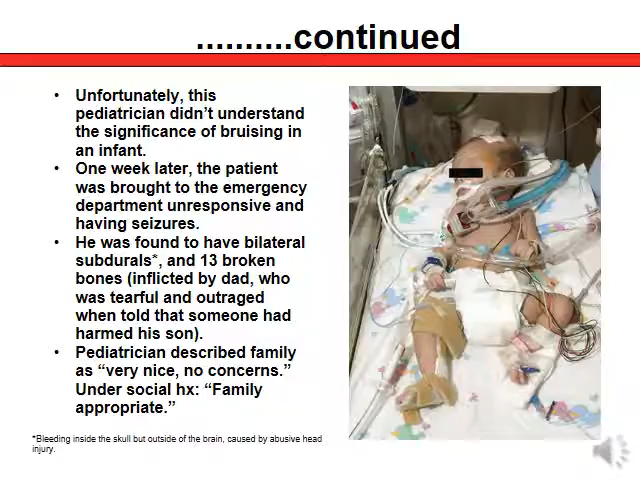 ..........continued
• Unfortunately, this
pediatrician didn’t understand
the significance of bruising in
an infant.
• One week later, the patient
was brought to the emergency
department unresponsive and
having seizures.
• He was found to have bilateral
subdurals*, and 13 broken
bones (inflicted by dad, who
was tearful and outraged
when told that someone had
harmed his son).
• Pediatrician described family
as “very nice, no concerns.”
Under social hx: “Family
appropriate.”
*Bleeding inside the skull but outside of the brain, caused by abusive head
injury.